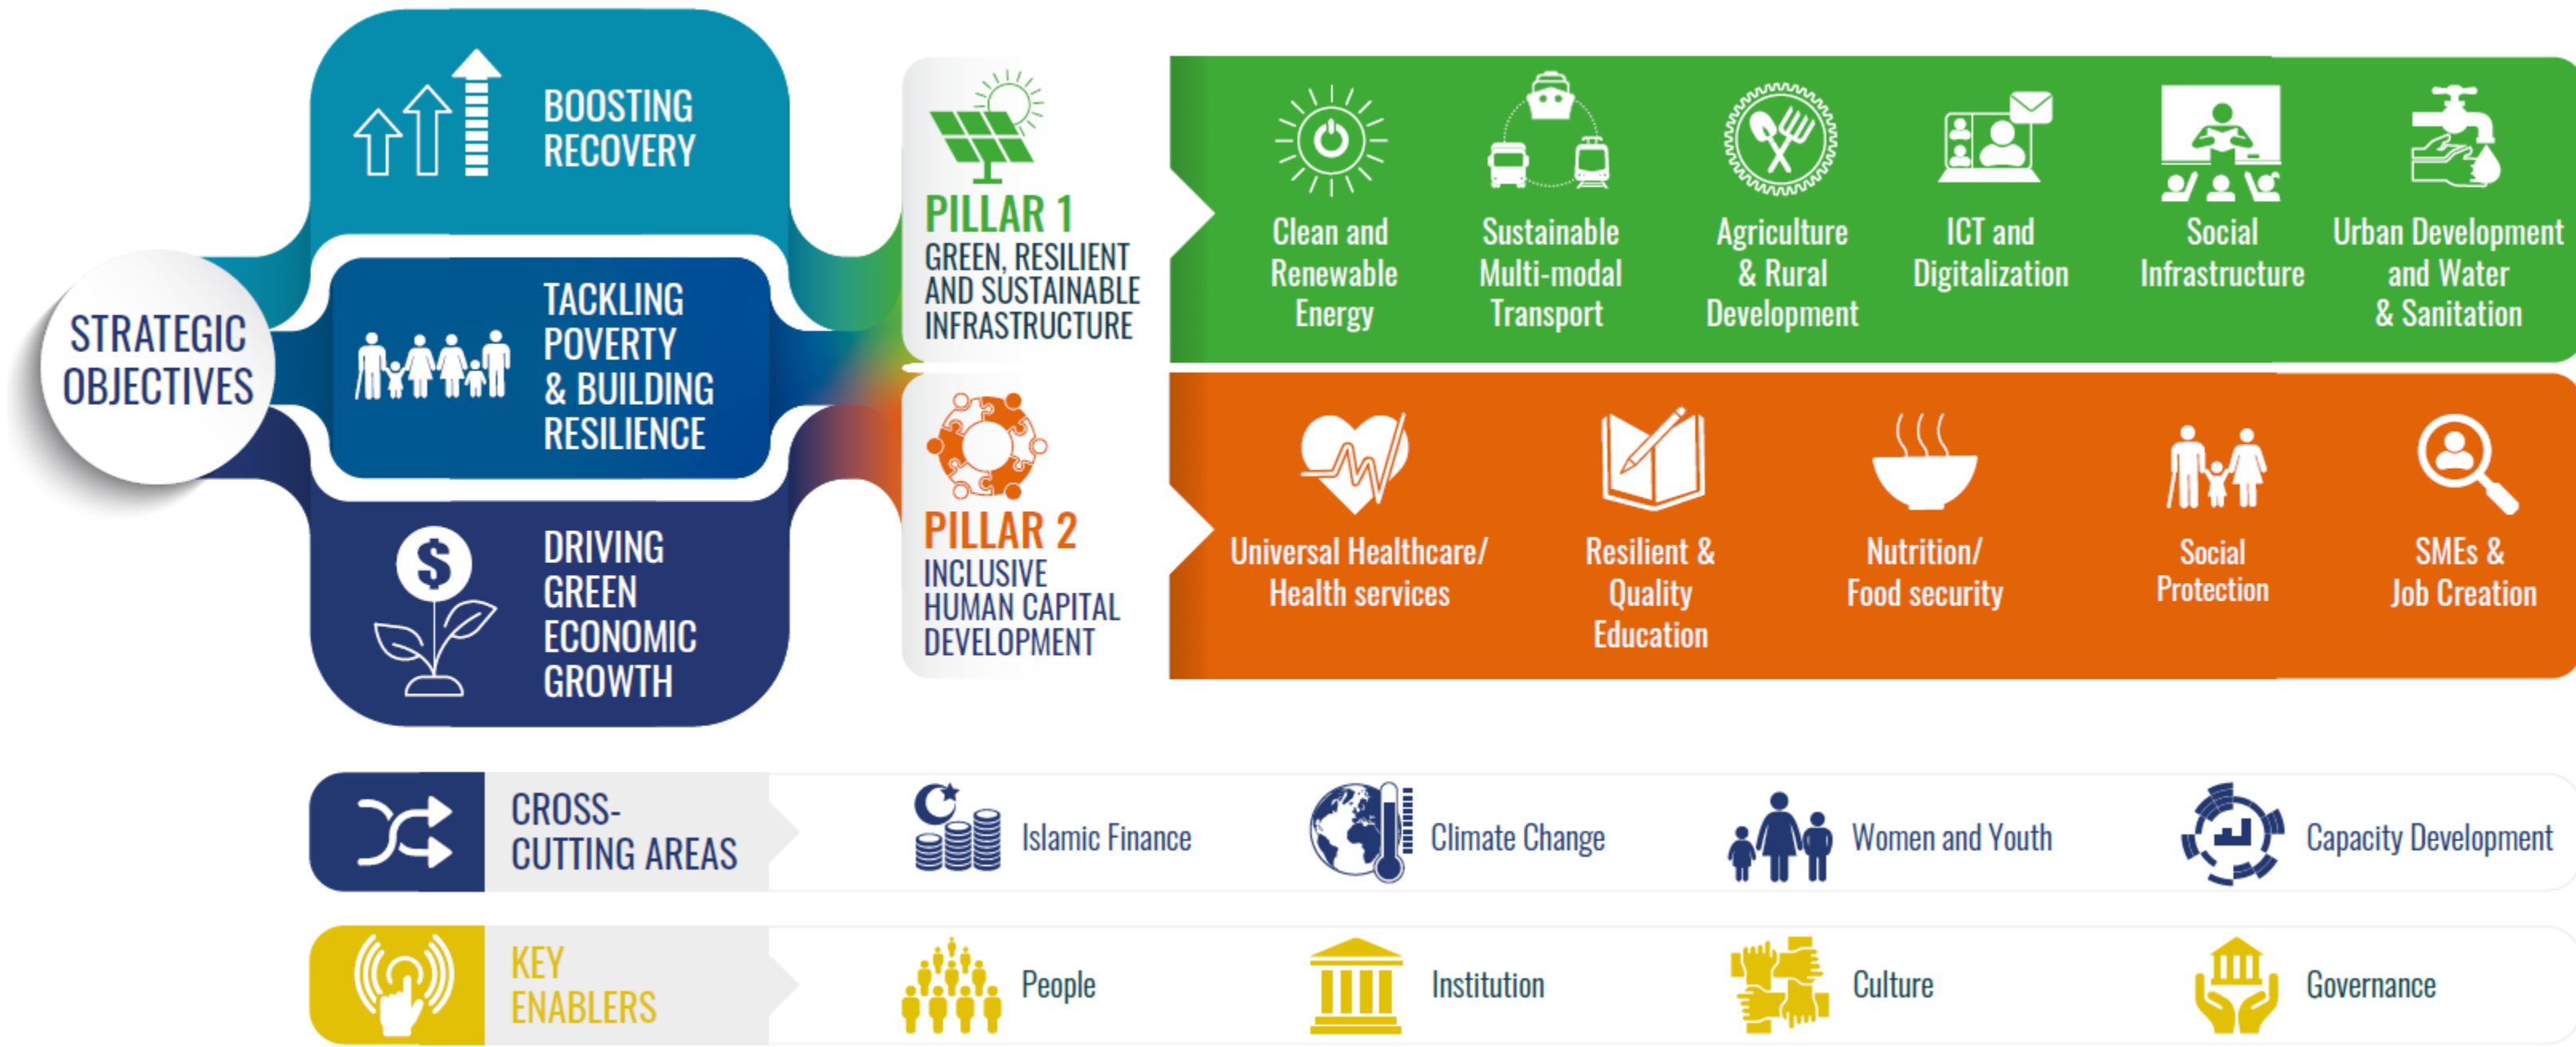 STRATEGIC
OBJECTIVES
BOOSTING
RECOVERY
TACKLING
POVERTY
& BUILDING
RESILIENCE
DRIVING
GREEN
ECONOMIC
GROWTH
$
PILLAR 1
GREEN, RESILIENT
AND SUSTAINABLE
INFRASTRUCTURE
Clean and
Renewable
Energy
Sustainable
Multi-modal
Transport
Agriculture
& Rural
Development
ICT and
Digitalization
Social
Infrastructure
Urban Development
and Water
& Sanitation
PILLAR 2
INCLUSIVE
HUMAN CAPITAL
DEVELOPMENT
Universal Healthcare/
Health services
Resilient &
Quality
Education
Nutrition/
Food security
Social
Protection
SMEs &
Job Creation
CROSS-
CUTTING AREAS
Islamic Finance
Climate Change
Women and Youth
Capacity Development
KEY
ENABLERS
People
Institution
Culture
Governance